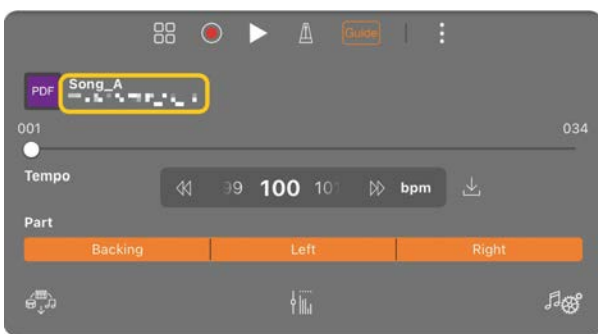 Guide
PDF Song_A
001 034
Tempo
99 100 101 bpm
Part
Backing Left Right